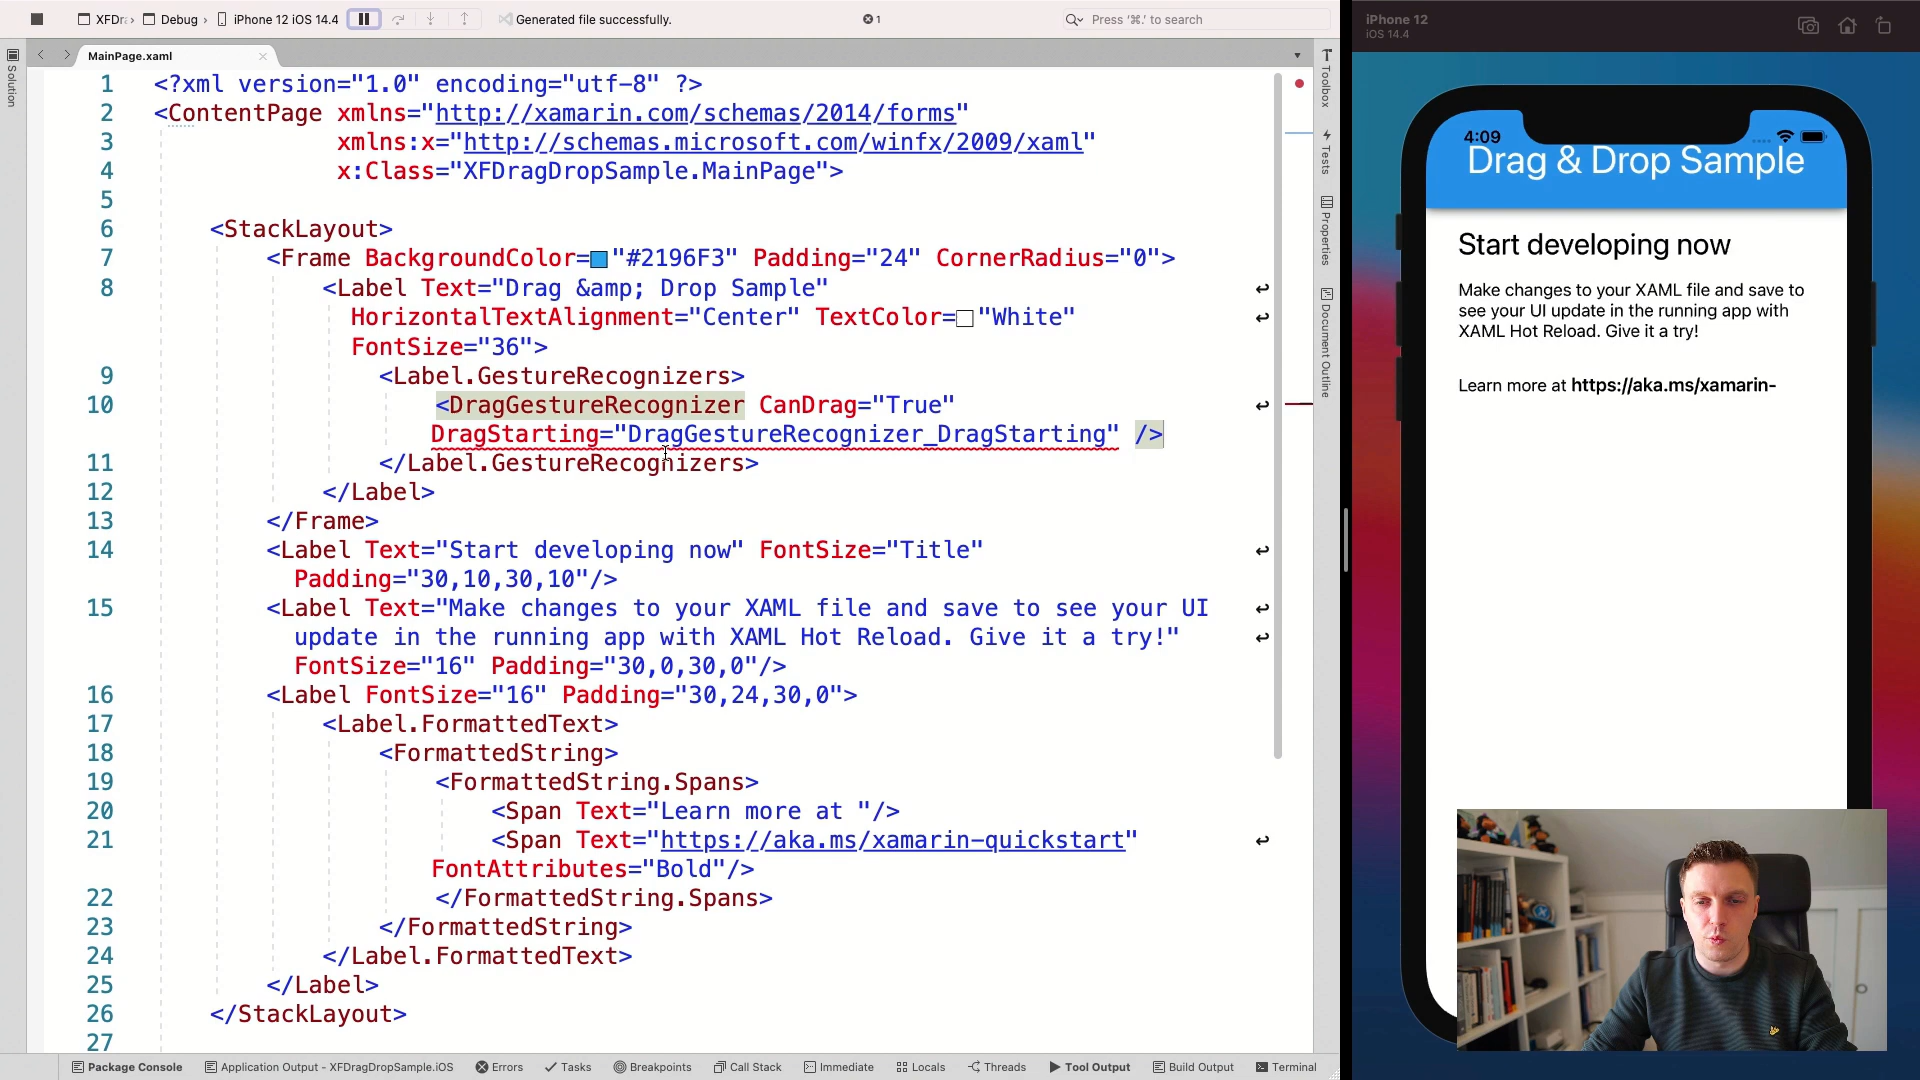 XFDr
Debug
iPhone 12 iOS 14.4
Generated file successfully.
1
Press '⌘.' to search
MainPage.xaml
Solution
1 <?xml version="1.0" encoding="utf-8" ?>
2 <ContentPage xmlns="http://xamarin.com/schemas/2014/forms"
3 xmlns:x="http://schemas.microsoft.com/winfx/2009/xaml"
4 x:Class="XFDragDropSample.MainPage">
5
6 <StackLayout>
7 <Frame BackgroundColor="#2196F3" Padding="24" CornerRadius="0">
8 <Label Text="Drag &amp; Drop Sample"
HorizontalTextAlignment="Center" TextColor="White"
FontSize="36">
9 <Label.GestureRecognizers>
10 <DragGestureRecognizer CanDrag="True"
DragStarting="DragGestureRecognizer_DragStarting" />
11 </Label.GestureRecognizers>
12 </Label>
13 </Frame>
14 <Label Text="Start developing now" FontSize="Title"
Padding="30,10,30,10"/>
15 <Label Text="Make changes to your XAML file and save to see your UI
update in the running app with XAML Hot Reload. Give it a try!"
FontSize="16" Padding="30,0,30,0"/>
16 <Label FontSize="16" Padding="30,24,30,0">
17 <Label.FormattedText>
18 <FormattedString>
19 <FormattedString.Spans>
20 <Span Text="Learn more at "/>
21 <Span Text="https://aka.ms/xamarin-quickstart"
FontAttributes="Bold"/>
22 </FormattedString.Spans>
23 </FormattedString>
24 </Label.FormattedText>
25 </Label>
26 </StackLayout>
27
Toolbox
Tests
Properties
Document Outline
Package Console
Application Output - XFDragDropSample.iOS
Errors
Tasks
Breakpoints
Call Stack
Immediate
Locals
Threads
Tool Output
Build Output
Terminal
iPhone 12
iOS 14.4
4:09
Drag & Drop Sample
Start developing now
Make changes to your XAML file and save to
see your UI update in the running app with
XAML Hot Reload. Give it a try!
Learn more at https://aka.ms/xamarin-